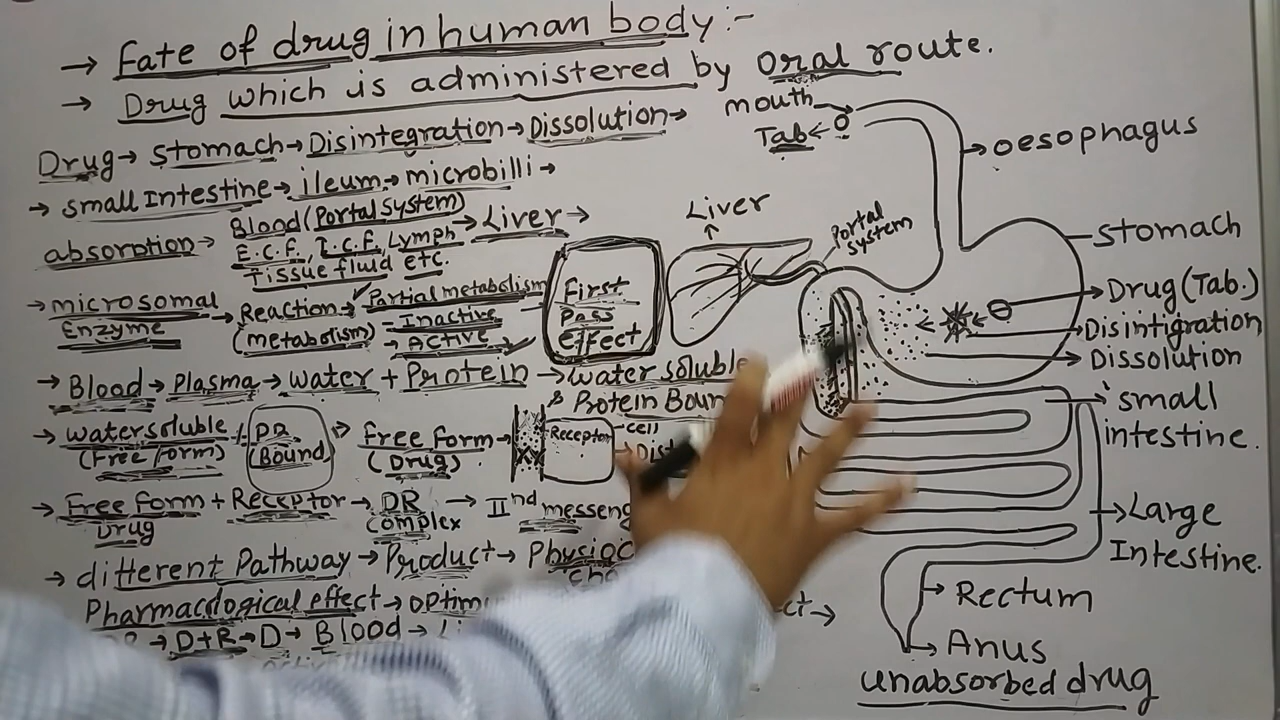 → Fate of drug in human body:-
→ Drug which is administered by oral route.
Drug → stomach → Disintegration → Dissolution →
→ small Intestine → ileum → microbilli →
absorption → Blood (Portal System) → Liver →
E.C.F, I.C.F, Lymph
Tissue fluid etc.
→ microsomal Enzyme → Reaction → Partial metabolism
(metabolism) = Inactive
→ ACTIVE
First
Pass
effect
→ Blood → Plasma → water + Protein → water soluble
& Protein Boun
→ water soluble + PD ⇒ Free form →
(Free form) (Bound) (Drug)
Receptor
cell
→ Free form + Receptor → DR → IInd messeng
Drug complex
→ different Pathway → Product →
Pharmacological effect →
→ D+R → D → Blood →
mouth
Tab ←
→ oesophagus
Liver
Portal
system
stomach
Drug (Tab.)
Disintigration
Dissolution
small
intestine.
→ Large
Intestine.
→ Rectum
→ Anus
unabsorbed drug